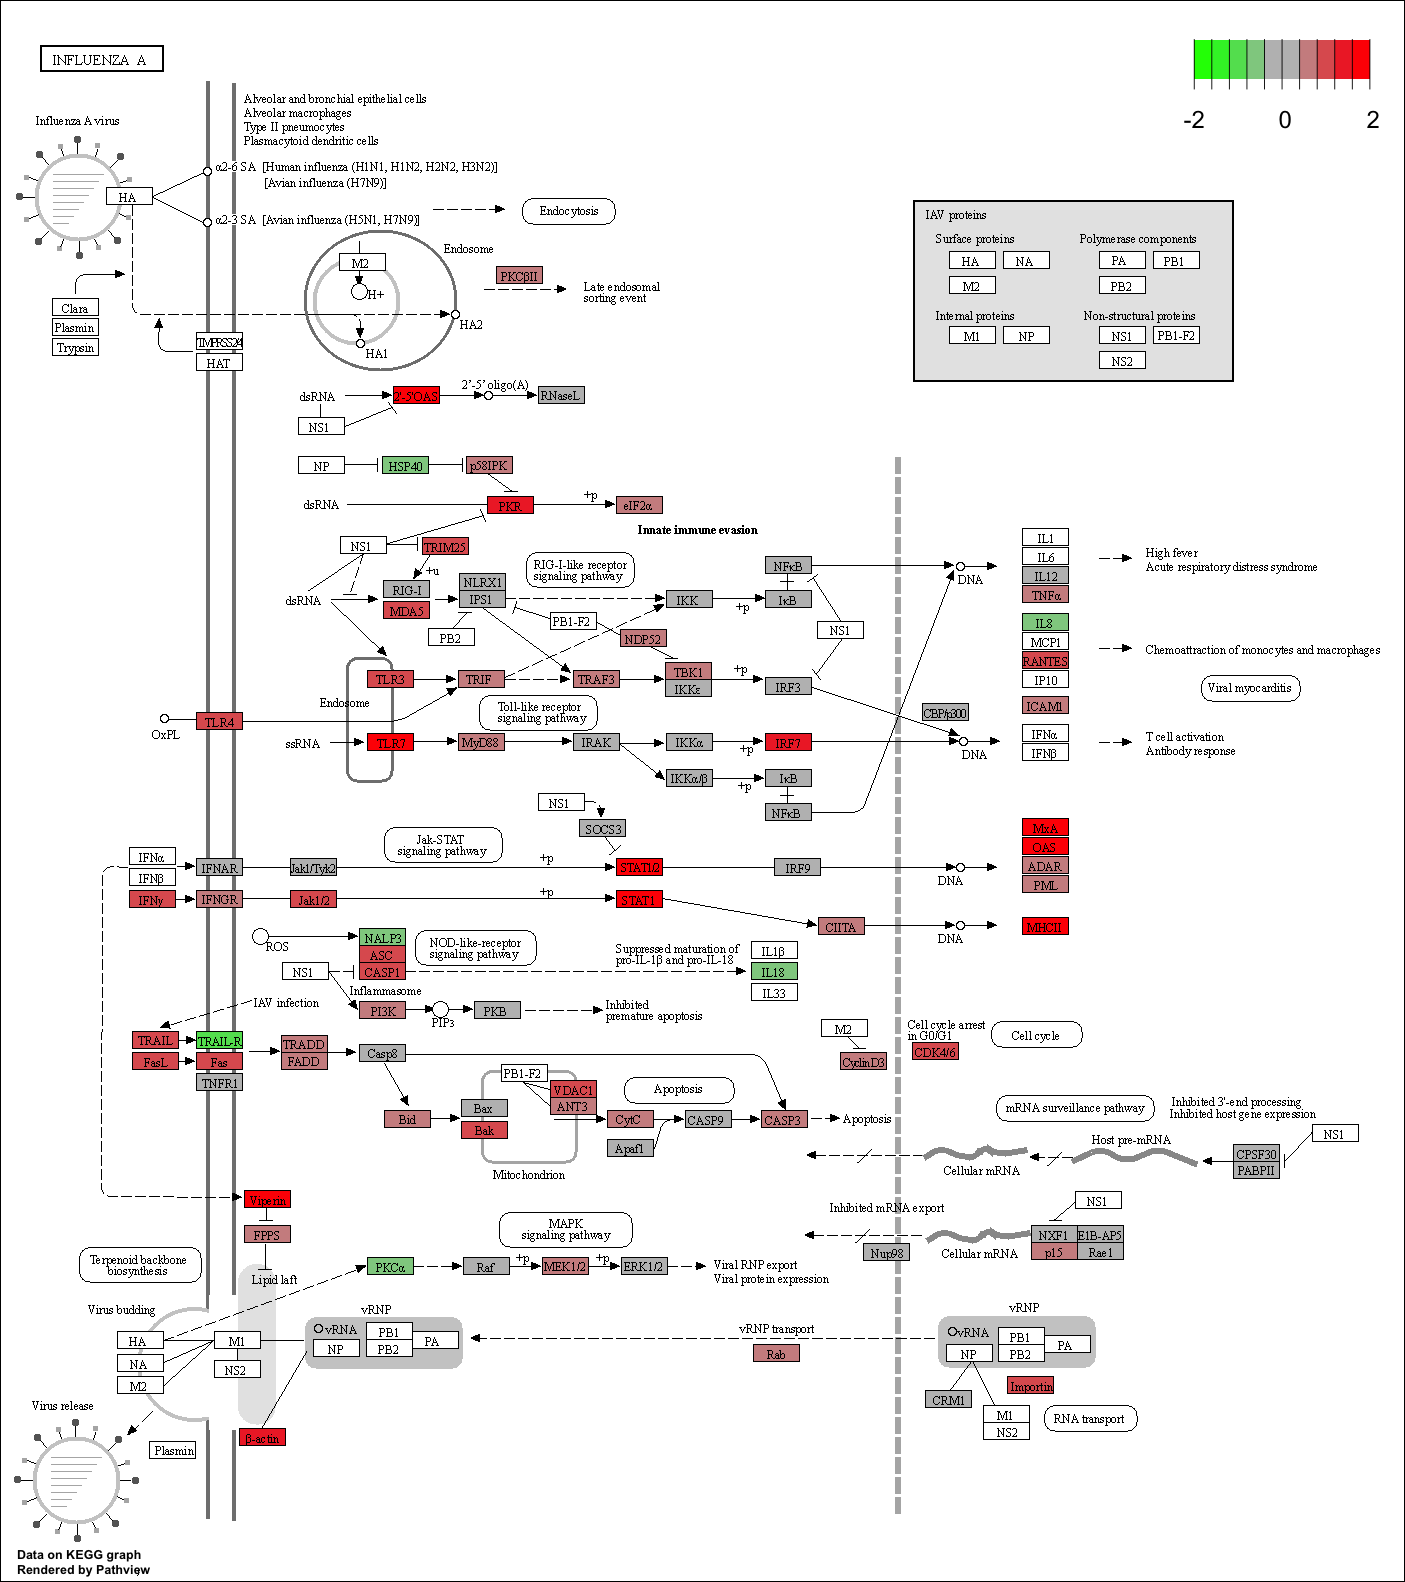 INFLUENZA A
-2 0 2
Alveolar and bronchial epithelial cells
Alveolar macrophages
Type II pneumocytes
Plasmacytoid dendritic cells
Influenza A virus
α2-6 SA [Human influenza (H1N1, H1N2, H2N2, H3N2)]
[Avian influenza (H7N9)]
HA
α2-3 SA [Avian influenza (H5N1, H7N9)]
Endocytosis
IAV proteins
Surface proteins
Polymerase components
HA NA
PA PB1
M2
PB2
Internal proteins
Non-structural proteins
M1 NP
NS1 PB1-F2
NS2
Endosome
M2
H+
PKCβII
Late endosomal
sorting event
HA2
HA1
Clara
Plasmin
Trypsin
TMPRSS2/4
HAT
dsRNA
2'-5'OAS
2'-5' oligo(A)
RNaseL
NS1
NP
HSP40
p58IPK
dsRNA
PKR
+p
eIF2α
Innate immune evasion
NS1
TRIM25
+u
RIG-I-like receptor
signaling pathway
RIG-I
MDA5
NLRX1
IPS1
dsRNA
PB2
PB1-F2
NDP52
IKK
+p
NFκB
IκB
NS1
DNA
IL1
IL6
IL12
TNFα
High fever
Acute respiratory distress syndrome
IL8
MCP1
RANTES
IP10
Chemoattraction of monocytes and macrophages
Viral myocarditis
ICAM1
TLR3
TRIF
TRAF3
TBK1
IKKε
+p
IRF3
CBP/p300
Endosome
OxPL
TLR4
Toll-like receptor
signaling pathway
ssRNA
TLR7
MyD88
IRAK
IKKα
+p
IRF7
DNA
IFNα
IFNβ
T cell activation
Antibody response
IKKα/β
+p
IκB
NFκB
NS1
SOCS3
Jak-STAT
signaling pathway
IFNα
IFNβ
IFNAR
Jak1/Tyk2
+p
STAT1/2
IRF9
DNA
MxA
OAS
ADAR
PML
IFNγ
IFNGR
Jak1/2
+p
STAT1
CIITA
DNA
MHCII
ROS
NALP3
ASC
CASP1
NOD-like-receptor
signaling pathway
Suppressed maturation of
pro-IL-1β and pro-IL-18
IL1β
IL18
IL33
NS1
Inflammasome
IAV infection
PI3K
PIP3
PKB
Inhibited
premature apoptosis
TRAIL
TRAIL-R
FasL
Fas
TNFR1
TRADD
FADD
Casp8
M2
CyclinD3
Cell cycle arrest
in G0/G1
CDK4/6
Cell cycle
PB1-F2
VDAC1
ANT3
Apoptosis
Bid
Bax
Bak
CytC
CASP9
CASP3
Apoptosis
Apaf1
Mitochondrion
mRNA surveillance pathway
Inhibited 3'-end processing
Inhibited host gene expression
NS1
Host pre-mRNA
Cellular mRNA
CPSF30
PABPII
Viperin
FPPS
Lipid laft
Terpenoid backbone
biosynthesis
MAPK
signaling pathway
Inhibited mRNA export
NS1
Nup98
Cellular mRNA
NXF1
E1B-AP5
p15
Rae1
PKCα
Raf
+p
MEK1/2
+p
ERK1/2
Viral RNP export
Viral protein expression
Virus budding
HA
NA
M2
M1
NS2
vRNP
vRNA
NP
PB1
PB2
PA
vRNP transport
Rab
vRNP
vRNA
NP
PB1
PB2
PA
Importin
CRM1
M1
NS2
RNA transport
Virus release
Plasmin
β-actin
Data on KEGG graph
Rendered by Pathview